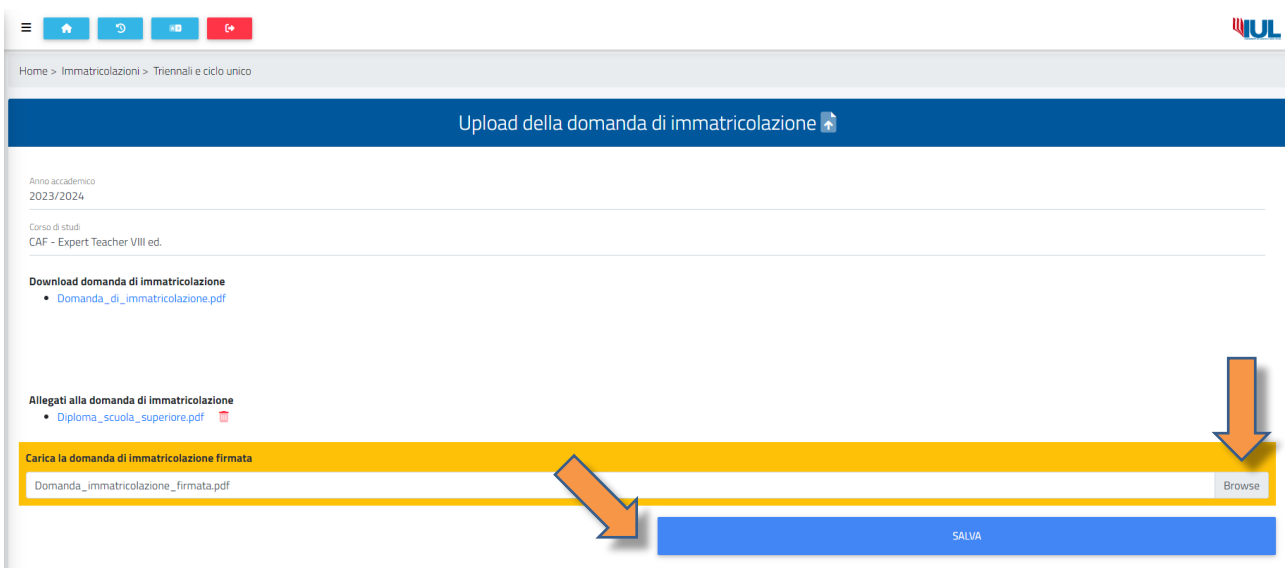 IUL
Home > Immatricolazioni > Triennali e ciclo unico
Upload della domanda di immatricolazione
Anno accademico
2023/2024
Corso di studi
CAF - Expert Teacher VIII ed.
Download domanda di immatricolazione
Domanda_di_immatricolazione.pdf
Allegati alla domanda di immatricolazione
Diploma_scuola_superiore.pdf
Carica la domanda di immatricolazione firmata
Domanda_immatricolazione_firmata.pdf Browse
SALVA